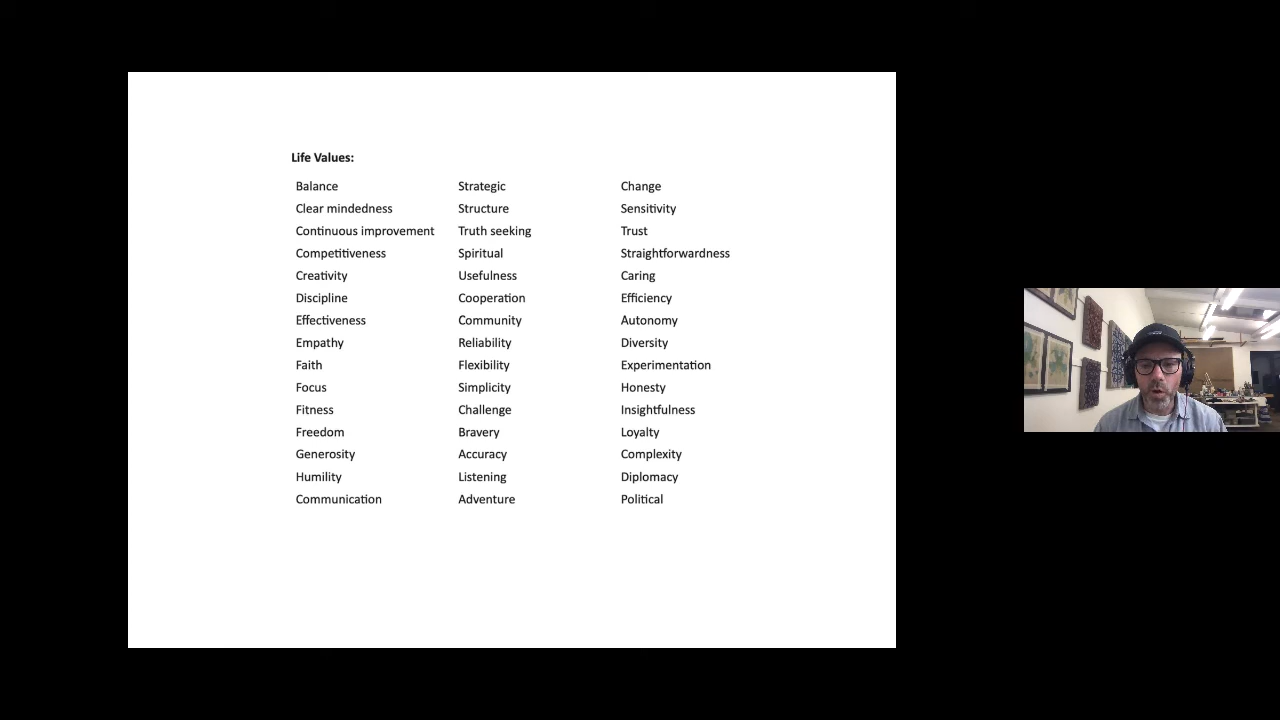 Life Values:
Balance Strategic Change
Clear mindedness Structure Sensitivity
Continuous improvement Truth seeking Trust
Competitiveness Spiritual Straightforwardness
Creativity Usefulness Caring
Discipline Cooperation Efficiency
Effectiveness Community Autonomy
Empathy Reliability Diversity
Faith Flexibility Experimentation
Focus Simplicity Honesty
Fitness Challenge Insightfulness
Freedom Bravery Loyalty
Generosity Accuracy Complexity
Humility Listening Diplomacy
Communication Adventure Political